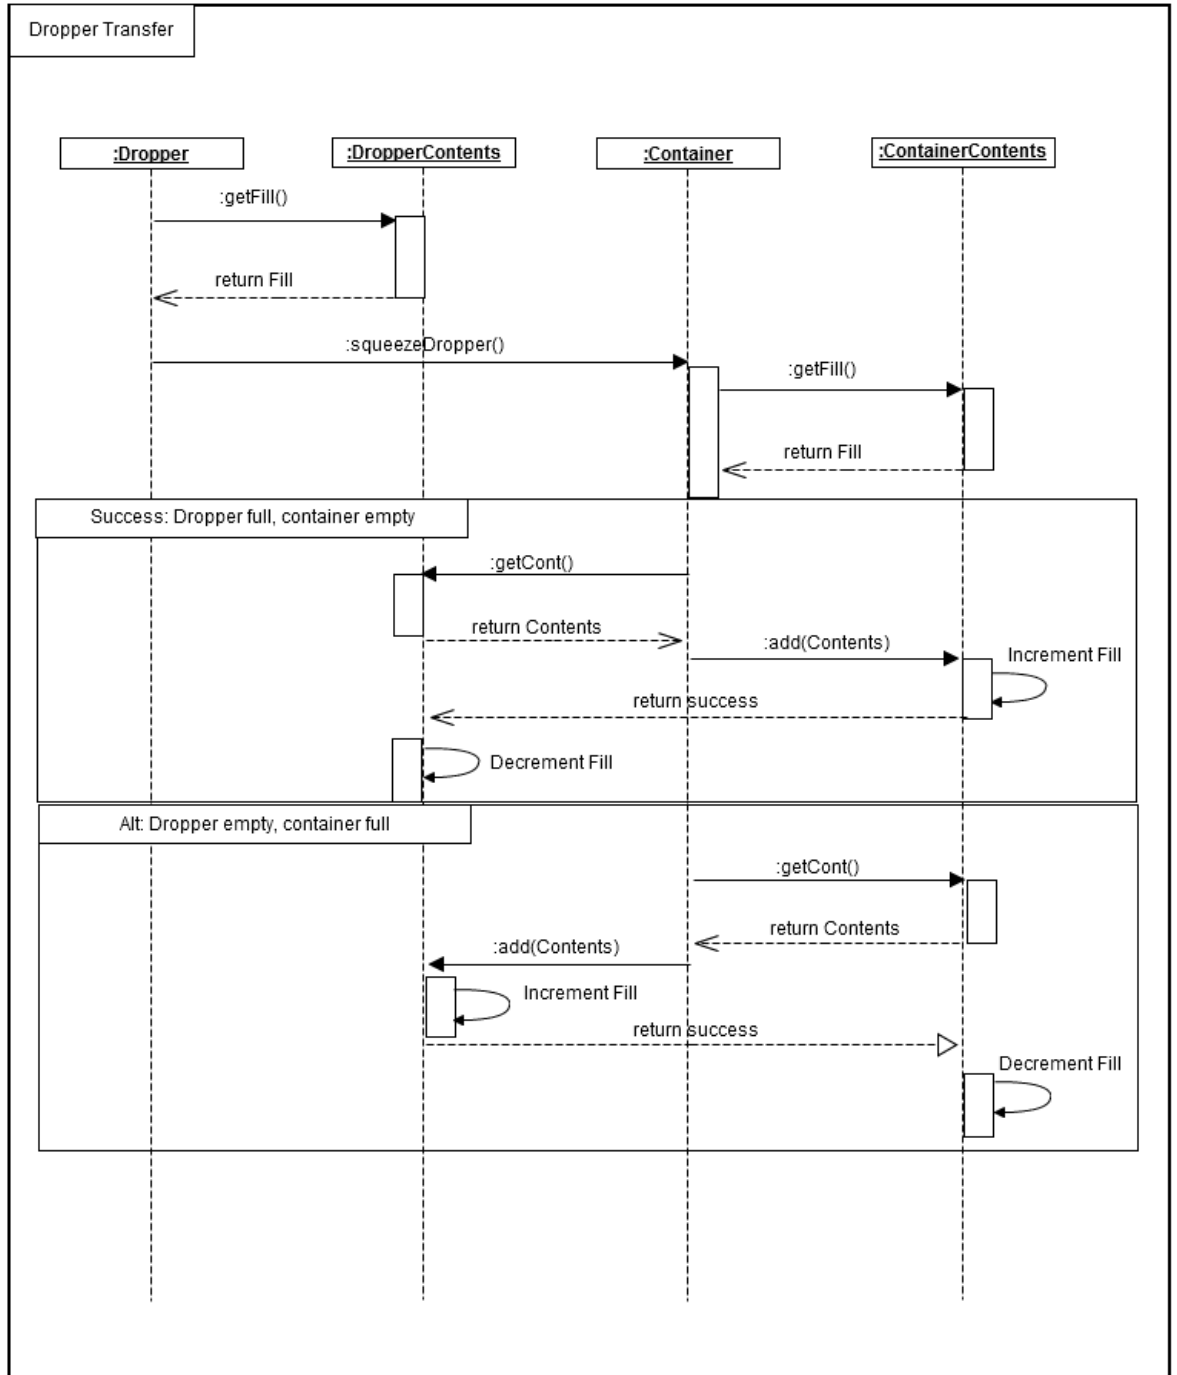 Dropper Transfer
:Dropper
:DropperContents
:Container
:ContainerContents
:getFill()
return Fill
:squeezeDropper()
:getFill()
return Fill
Success: Dropper full, container empty
:getCont()
return Contents
:add(Contents)
Increment Fill
return success
Decrement Fill
Alt: Dropper empty, container full
:getCont()
return Contents
:add(Contents)
Increment Fill
return success
Decrement Fill